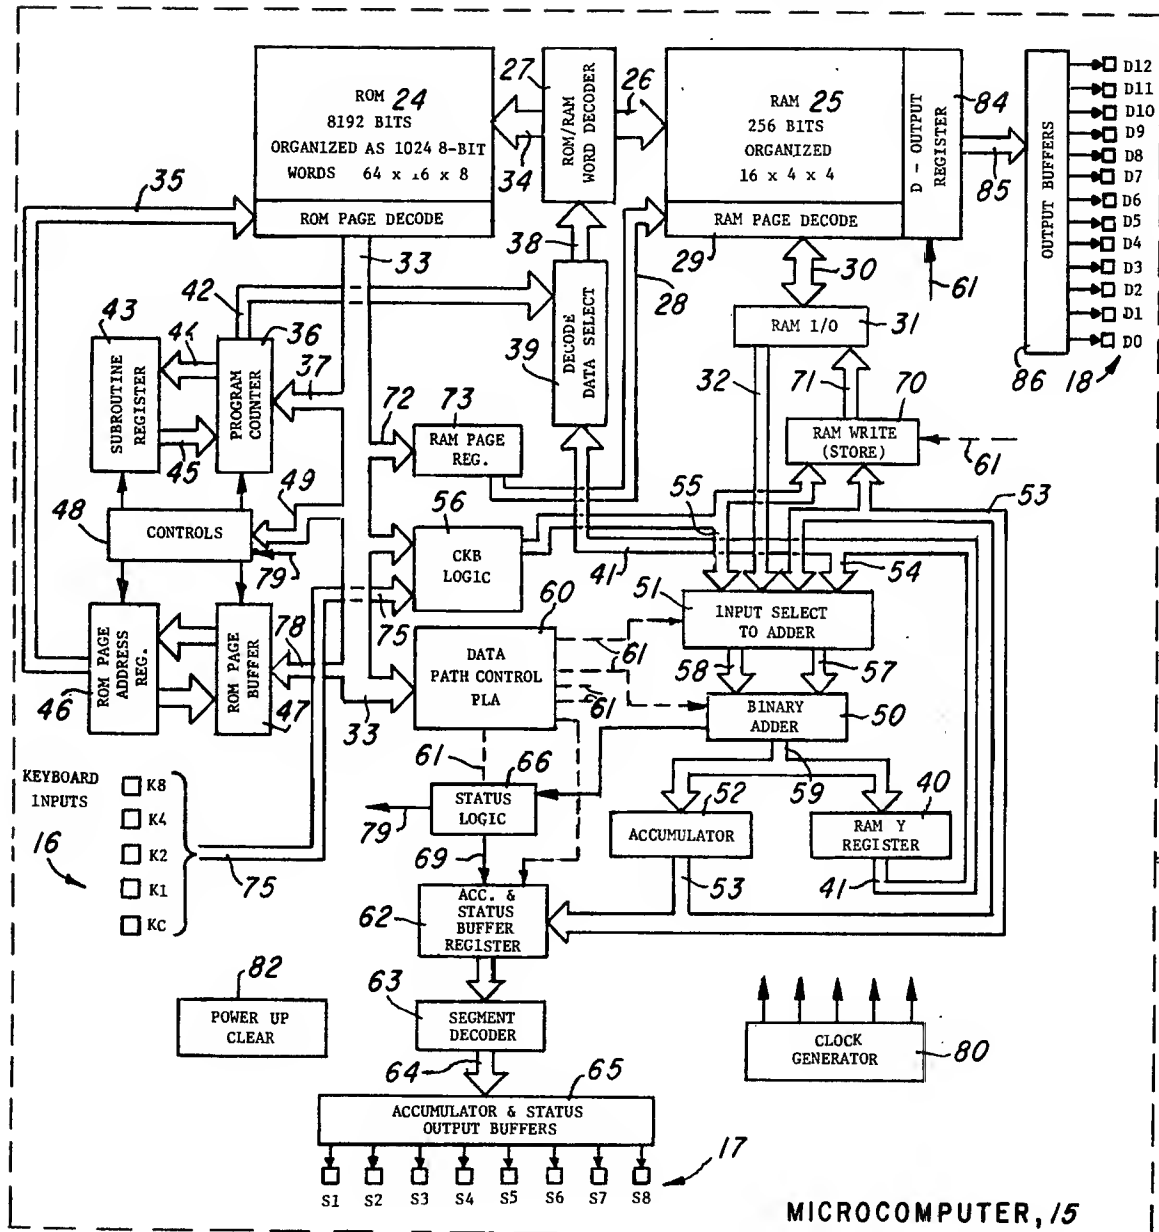 ROM 24
8192 BITS
ORGANIZED AS 1024 8-BIT
WORDS 64 x 16 x 8
ROM PAGE DECODE
27
ROM/RAM
WORD DECODER
26
34
RAM 25
256 BITS
ORGANIZED
16 x 4 x 4
RAM PAGE DECODE
D - OUTPUT
REGISTER
84
85
OUTPUT BUFFERS
86
D12
D11
D10
D9
D8
D7
D6
D5
D4
D3
D2
D1
D0
18
35
33
38
28
29
30
61
42
43
SUBROUTINE
REGISTER
44
45
36
PROGRAM
COUNTER
37
39
DECODE
DATA SELECT
RAM I/O
31
32
71
70
RAM WRITE
(STORE)
61
72
73
RAM PAGE
REG.
48
CONTROLS
49
79
56
CKB
LOGIC
55
53
41
54
51
INPUT SELECT
TO ADDER
46
ROM PAGE
ADDRESS
REG.
ROM PAGE
BUFFER
47
78
75
33
60
DATA
PATH CONTROL
PLA
61
61
61
58
57
BINARY
ADDER
50
59
KEYBOARD
INPUTS
K8
K4
K2
K1
KC
16
75
61
66
STATUS
LOGIC
79
69
52
ACCUMULATOR
53
40
RAM Y
REGISTER
41
62
ACC. &
STATUS
BUFFER
REGISTER
82
POWER UP
CLEAR
63
SEGMENT
DECODER
64
CLOCK
GENERATOR
80
65
ACCUMULATOR & STATUS
OUTPUT BUFFERS
S1 S2 S3 S4 S5 S6 S7 S8
17
MICROCOMPUTER, 15